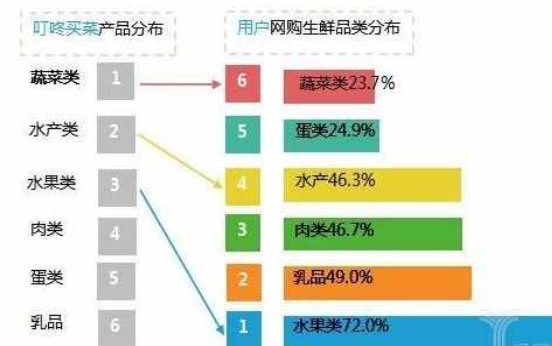 叮咚买菜产品分布
用户网购生鲜品类分布
蔬菜类 1 6 蔬菜类23.7%
水产类 2 5 蛋类24.9%
水果类 3 4 水产46.3%
肉类 4 3 肉类46.7%
蛋类 5 2 乳品49.0%
乳品 6 1 水果类72.0%